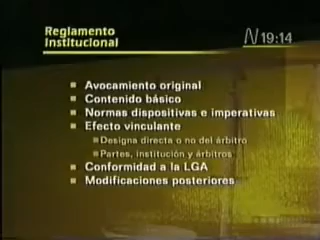 Reglamento
Institucional
N 19:14
Avocamiento original
Contenido básico
Normas dispositivas e imperativas
Efecto vinculante
Designa directa o no del árbitro
Partes, institución y árbitros
Conformidad a la LGA
Modificaciones posteriores